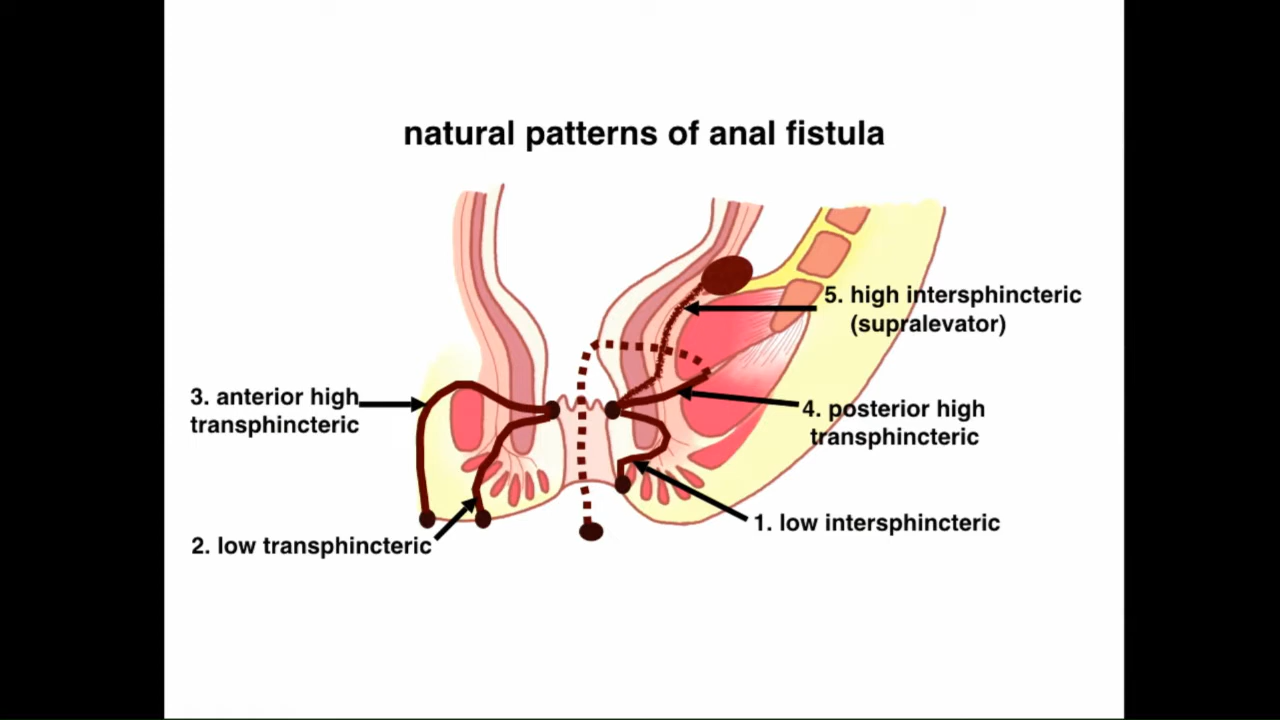 natural patterns of anal fistula
5. high intersphincteric
(supralevator)
3. anterior high
transphincteric
4. posterior high
transphincteric
1. low intersphincteric
2. low transphincteric